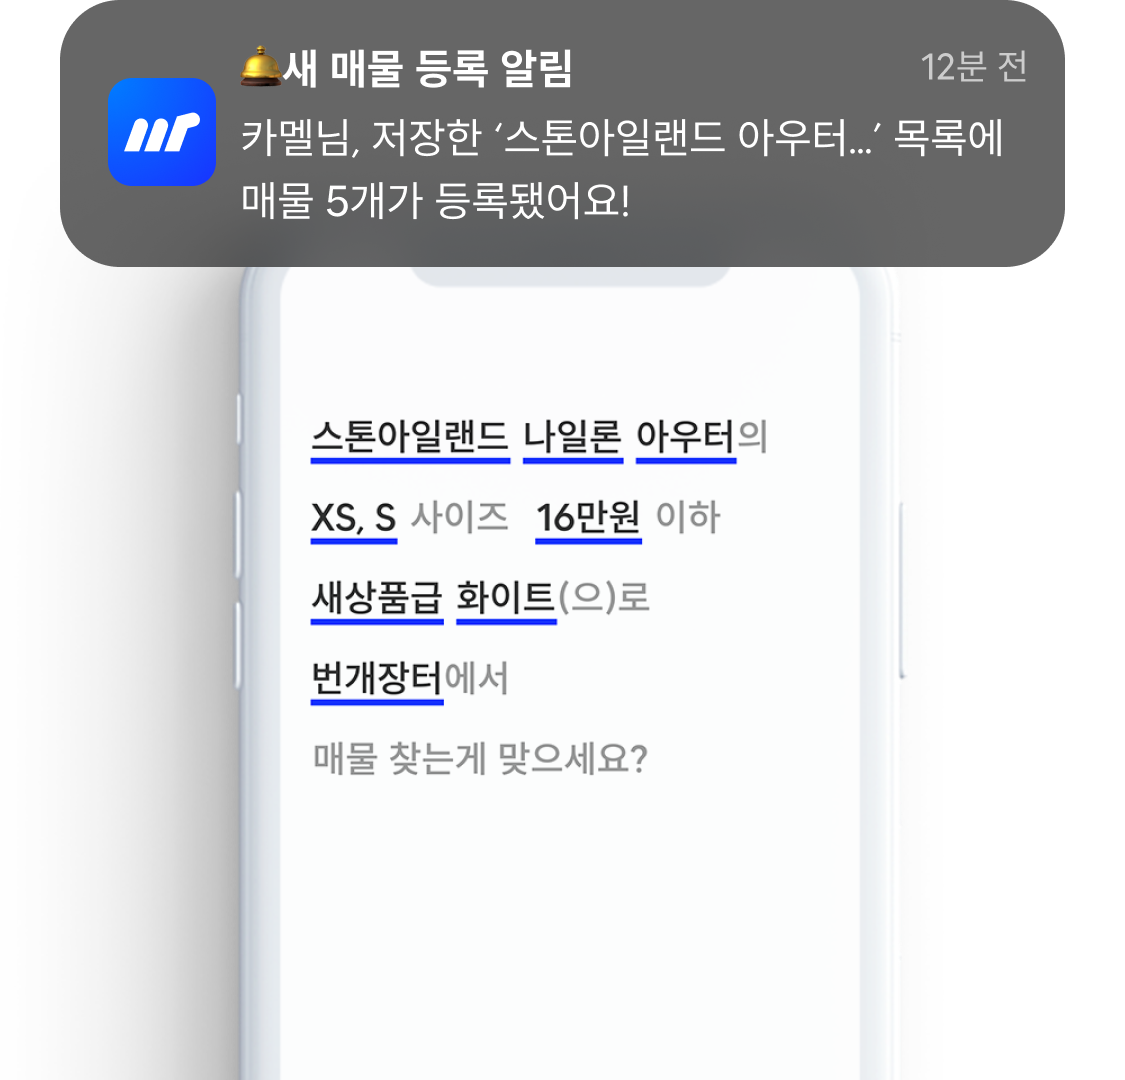 새 매물 등록 알림
12분 전
카멜님, 저장한 ‘스톤아일랜드 아우터...’ 목록에
매물 5개가 등록됐어요!
스톤아일랜드 나일론 아우터의
XS, S 사이즈 16만원 이하
새상품급 화이트(으)로
번개장터에서
매물 찾는게 맞으세요?